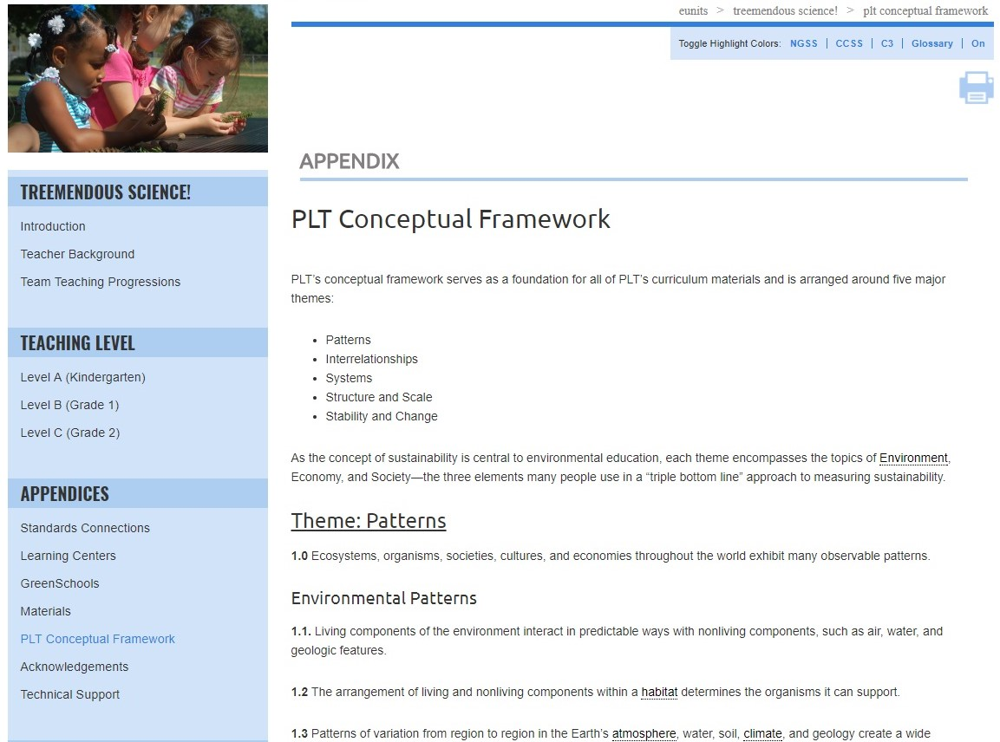 eunits > treemendous science! > plt conceptual framework
Toggle Highlight Colors: NGSS | CCSS | C3 | Glossary | On
TREEMENDOUS SCIENCE!
Introduction
Teacher Background
Team Teaching Progressions
TEACHING LEVEL
Level A (Kindergarten)
Level B (Grade 1)
Level C (Grade 2)
APPENDICES
Standards Connections
Learning Centers
GreenSchools
Materials
PLT Conceptual Framework
Acknowledgements
Technical Support
APPENDIX
PLT Conceptual Framework
PLT’s conceptual framework serves as a foundation for all of PLT’s curriculum materials and is arranged around five major
themes:
• Patterns
• Interrelationships
• Systems
• Structure and Scale
• Stability and Change
As the concept of sustainability is central to environmental education, each theme encompasses the topics of Environment,
Economy, and Society—the three elements many people use in a “triple bottom line” approach to measuring sustainability.
Theme: Patterns
1.0 Ecosystems, organisms, societies, cultures, and economies throughout the world exhibit many observable patterns.
Environmental Patterns
1.1. Living components of the environment interact in predictable ways with nonliving components, such as air, water, and
geologic features.
1.2 The arrangement of living and nonliving components within a habitat determines the organisms it can support.
1.3 Patterns of variation from region to region in the Earth’s atmosphere, water, soil, climate, and geology create a wide